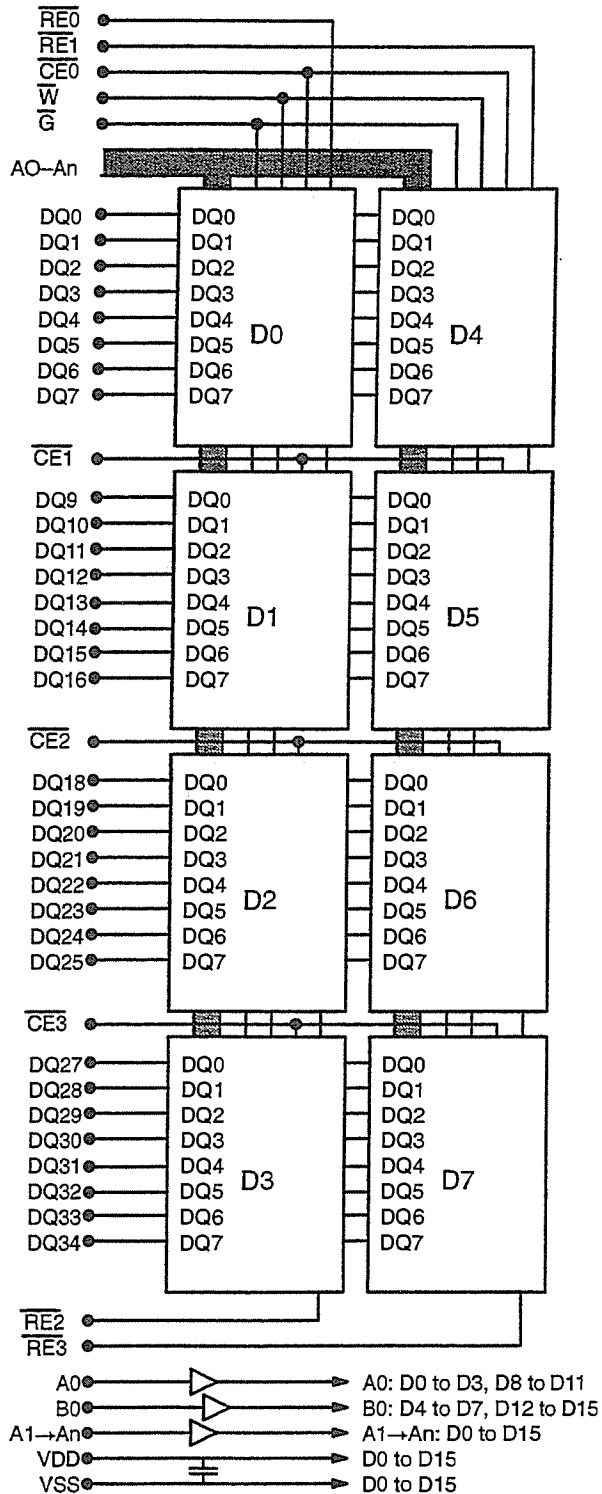 RE0
RE1
CE0
W
G
AO–An
DQ0 DQ0 DQ0
DQ1 DQ1 DQ1
DQ2 DQ2 DQ2
DQ3 DQ3 DQ3
DQ4 DQ4 DQ4
D0 D4
DQ5 DQ5 DQ5
DQ6 DQ6 DQ6
DQ7 DQ7 DQ7
CE1
DQ9 DQ0 DQ0
DQ10 DQ1 DQ1
DQ11 DQ2 DQ2
DQ12 DQ3 DQ3
DQ13 DQ4 DQ4
D1 D5
DQ14 DQ5 DQ5
DQ15 DQ6 DQ6
DQ16 DQ7 DQ7
CE2
DQ18 DQ0 DQ0
DQ19 DQ1 DQ1
DQ20 DQ2 DQ2
DQ21 DQ3 DQ3
DQ22 DQ4 DQ4
D2 D6
DQ23 DQ5 DQ5
DQ24 DQ6 DQ6
DQ25 DQ7 DQ7
CE3
DQ27 DQ0 DQ0
DQ28 DQ1 DQ1
DQ29 DQ2 DQ2
DQ30 DQ3 DQ3
DQ31 DQ4 DQ4
D3 D7
DQ32 DQ5 DQ5
DQ33 DQ6 DQ6
DQ34 DQ7 DQ7
RE2
RE3
A0 A0: D0 to D3, D8 to D11
B0 B0: D4 to D7, D12 to D15
A1→An A1→An: D0 to D15
VDD D0 to D15
VSS D0 to D15